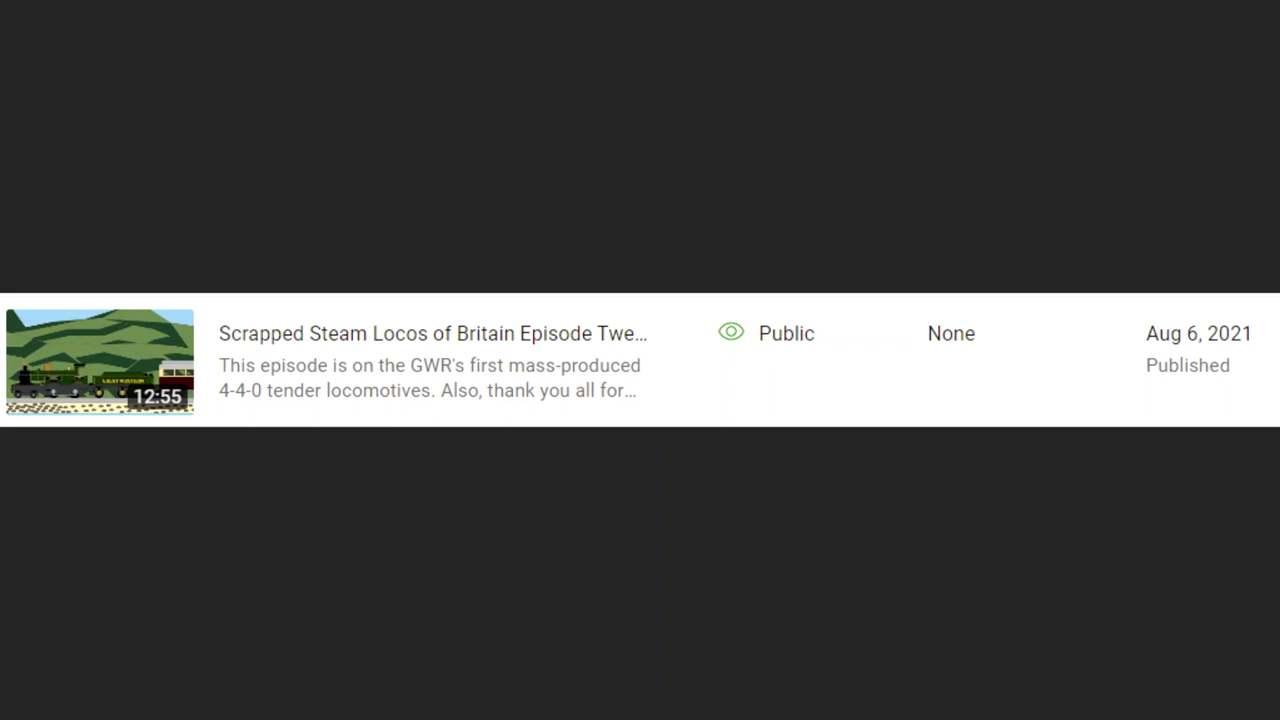 Scrapped Steam Locos of Britain Episode Twe...
Public
None
Aug 6, 2021
This episode is on the GWR's first mass-produced
Published
4-4-0 tender locomotives. Also, thank you all for...
12:55